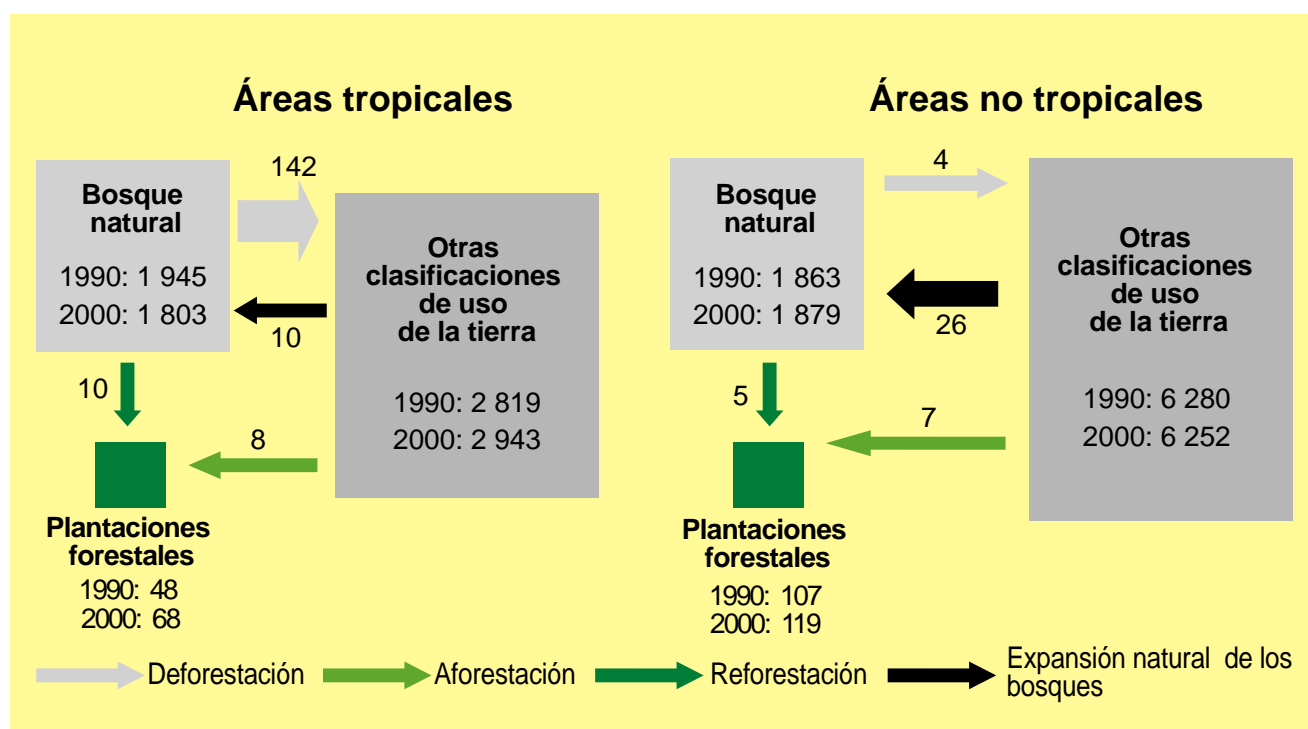 Áreas tropicales
142
Bosque
natural
1990: 1 945
2000: 1 803
10
Otras
clasificaciones
de uso
de la tierra
1990: 2 819
2000: 2 943
10
8
Plantaciones
forestales
1990: 48
2000: 68
Áreas no tropicales
4
Bosque
natural
1990: 1 863
2000: 1 879
26
Otras
clasificaciones
de uso
de la tierra
1990: 6 280
2000: 6 252
5
7
Plantaciones
forestales
1990: 107
2000: 119
Deforestación
Aforestación
Reforestación
Expansión natural de los
bosques